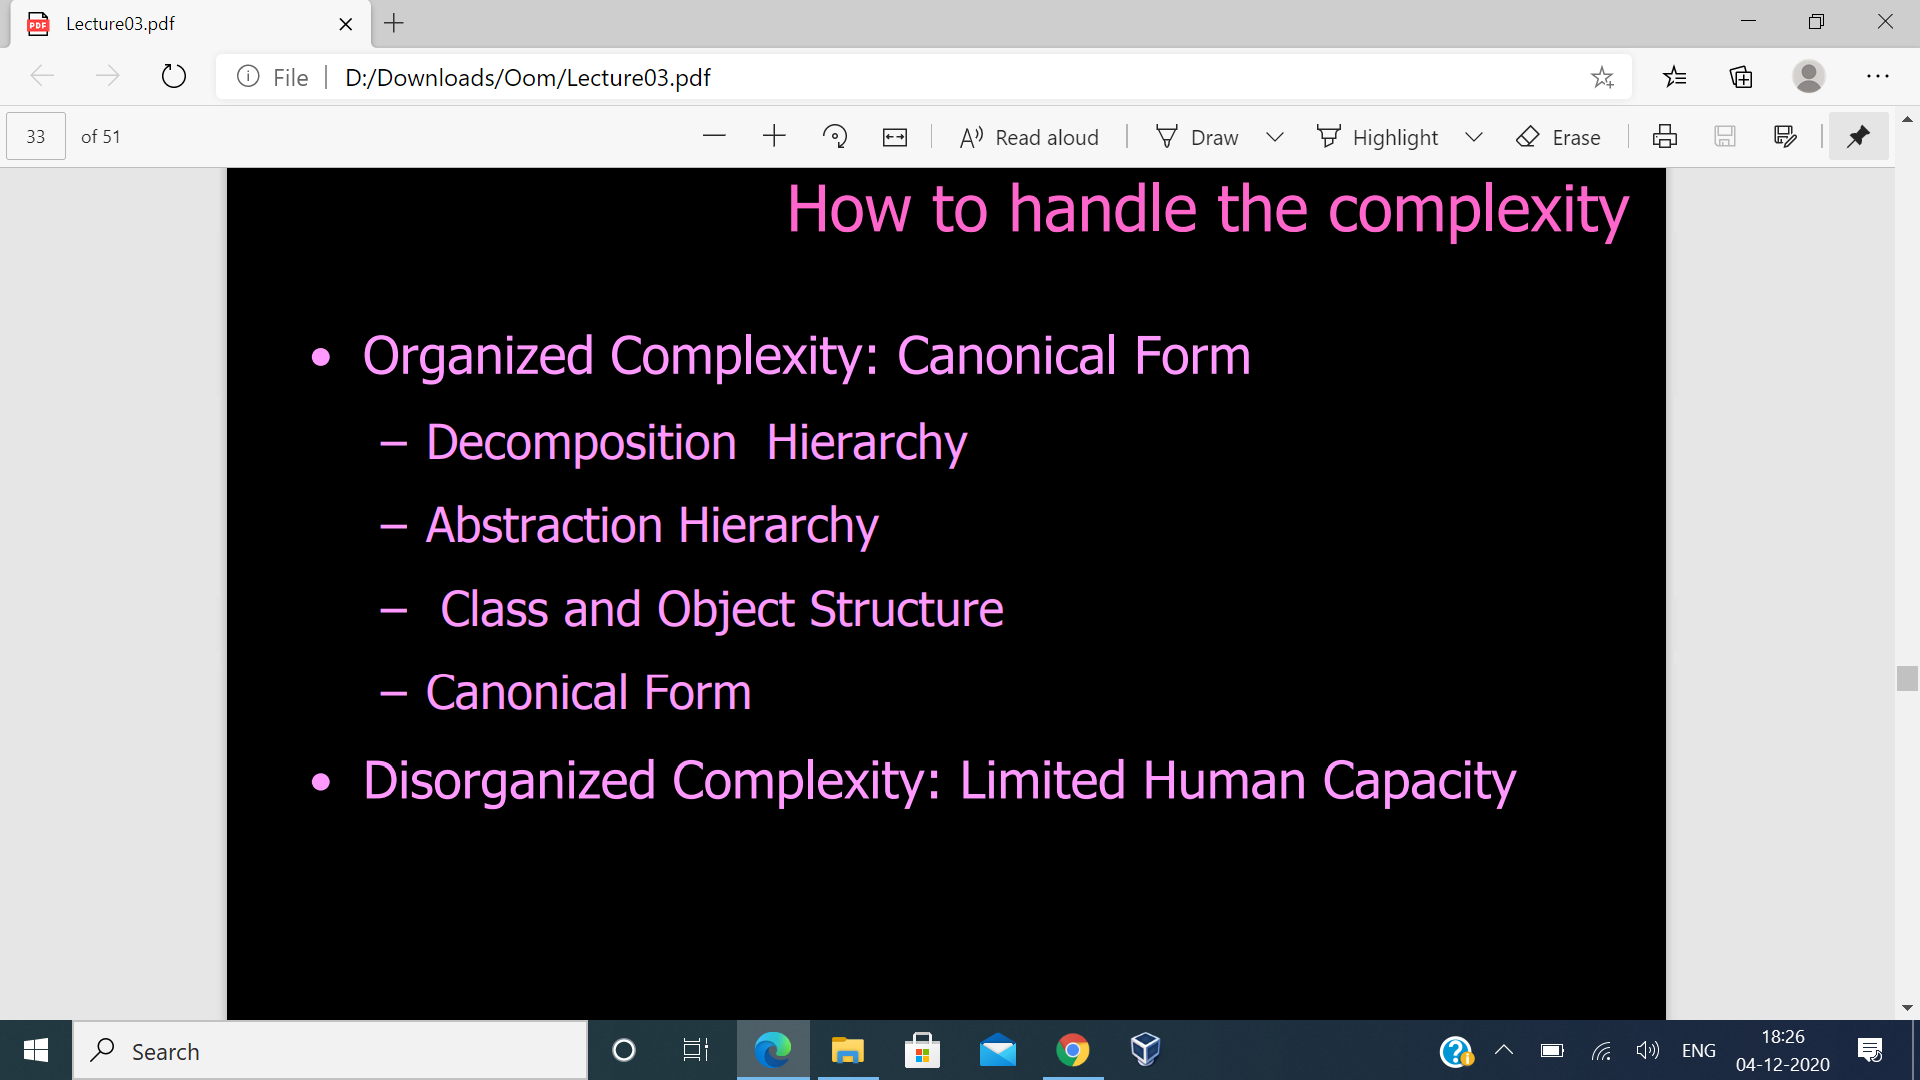 Lecture03.pdf
File | D:/Downloads/Oom/Lecture03.pdf
33 of 51 Read aloud Draw Highlight Erase
How to handle the complexity
• Organized Complexity: Canonical Form
– Decomposition Hierarchy
– Abstraction Hierarchy
– Class and Object Structure
– Canonical Form
• Disorganized Complexity: Limited Human Capacity
Search
ENG
18:26
04-12-2020